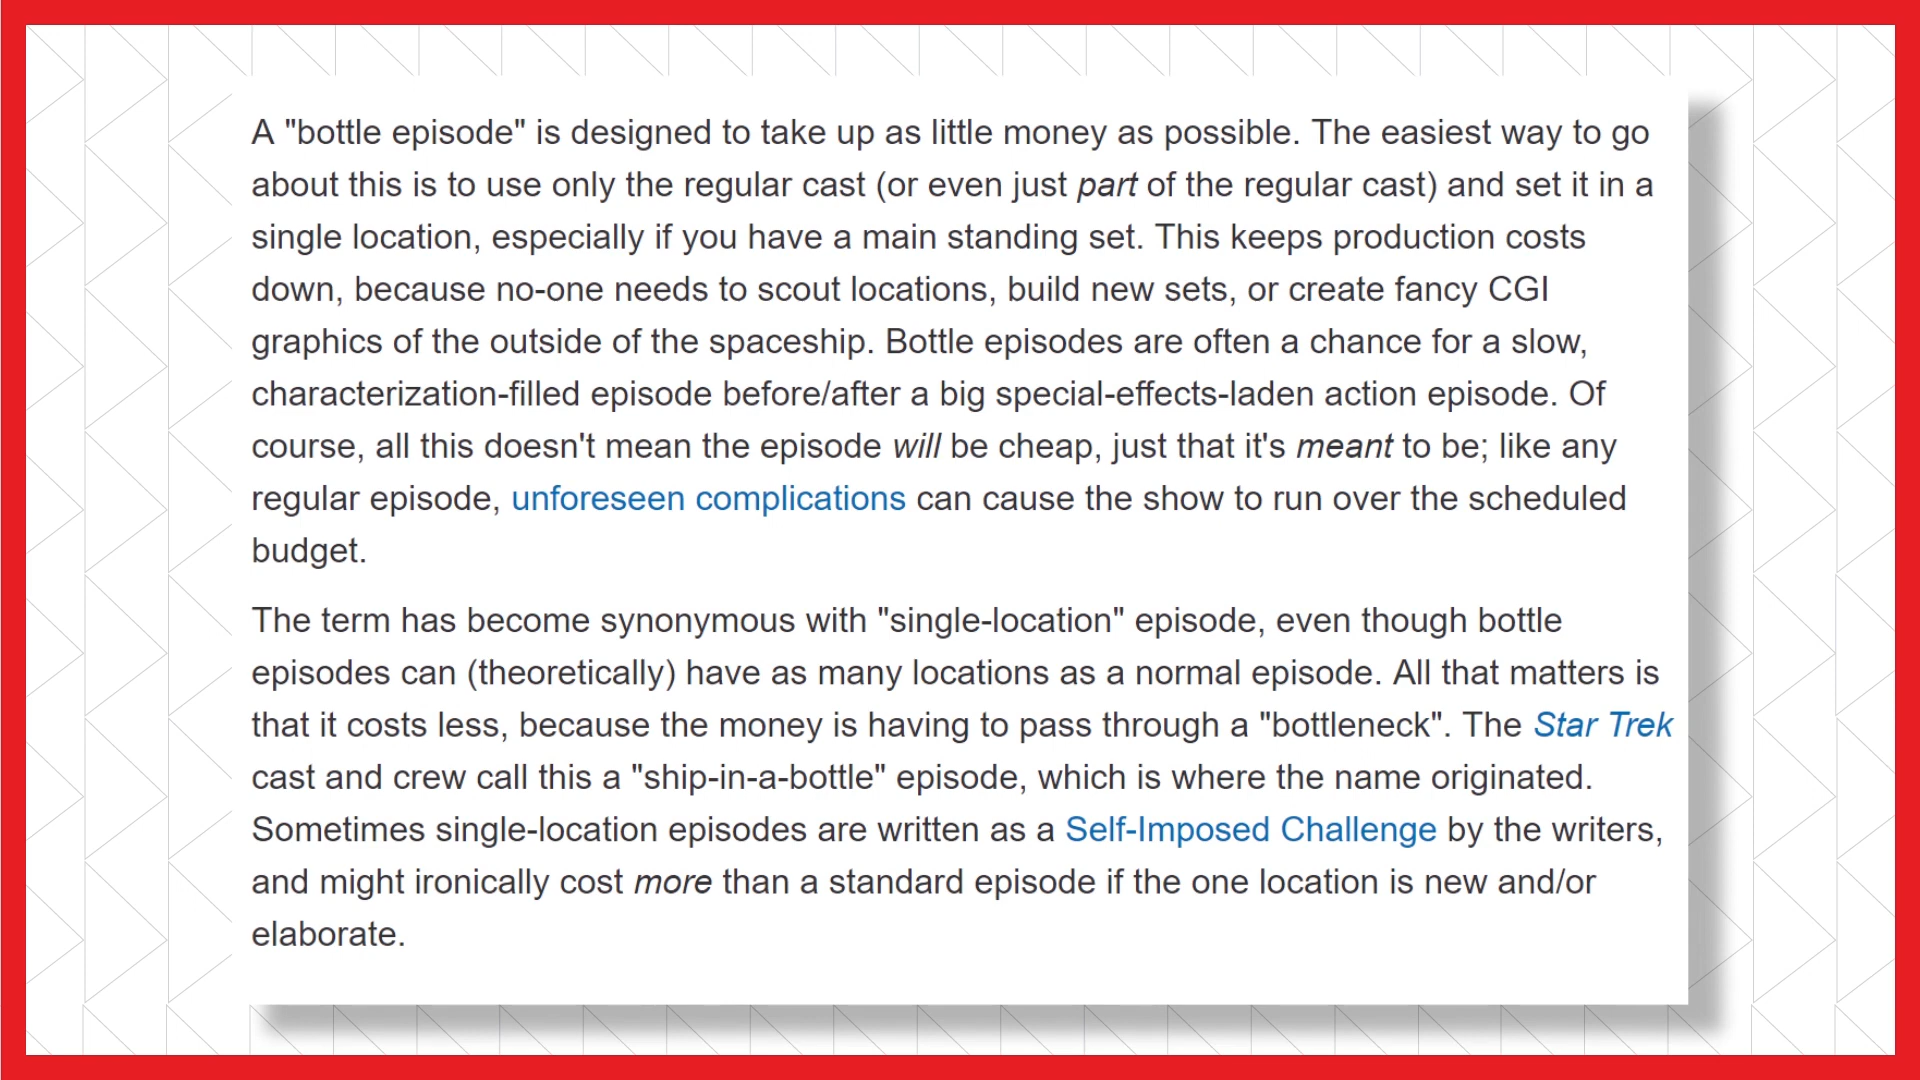 A "bottle episode" is designed to take up as little money as possible. The easiest way to go
about this is to use only the regular cast (or even just part of the regular cast) and set it in a
single location, especially if you have a main standing set. This keeps production costs
down, because no-one needs to scout locations, build new sets, or create fancy CGI
graphics of the outside of the spaceship. Bottle episodes are often a chance for a slow,
characterization-filled episode before/after a big special-effects-laden action episode. Of
course, all this doesn't mean the episode will be cheap, just that it's meant to be; like any
regular episode, unforeseen complications can cause the show to run over the scheduled
budget.
The term has become synonymous with "single-location" episode, even though bottle
episodes can (theoretically) have as many locations as a normal episode. All that matters is
that it costs less, because the money is having to pass through a "bottleneck". The Star Trek
cast and crew call this a "ship-in-a-bottle" episode, which is where the name originated.
Sometimes single-location episodes are written as a Self-Imposed Challenge by the writers,
and might ironically cost more than a standard episode if the one location is new and/or
elaborate.